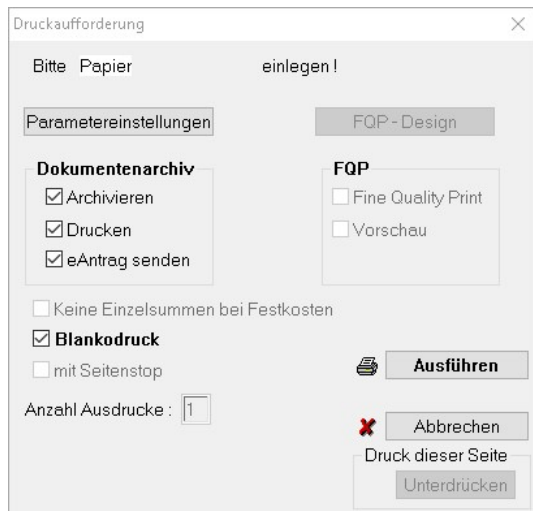 Druckaufforderung
Bitte Papier einlegen !
Parametereinstellungen
FQP - Design
Dokumentenarchiv
Archivieren
Drucken
eAntrag senden
FQP
Fine Quality Print
Vorschau
Keine Einzelsummen bei Festkosten
Blankodruck
mit Seitenstop
Anzahl Ausdrucke : 1
Ausführen
Abbrechen
Druck dieser Seite
Unterdrücken